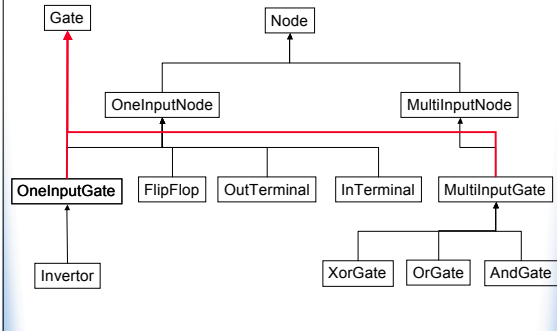 Gate
Node
OneInputNode
MultiInputNode
OneInputGate
FlipFlop
OutTerminal
InTerminal
MultiInputGate
Invertor
XorGate
OrGate
AndGate